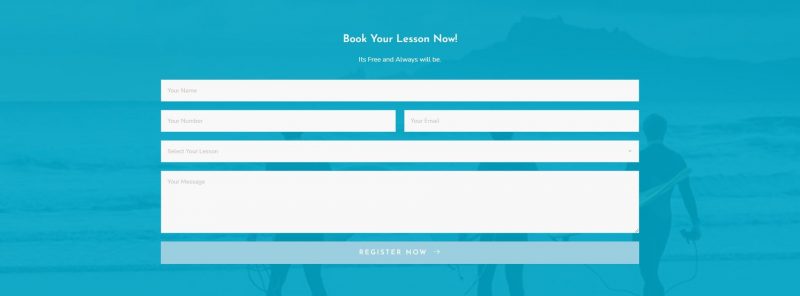 Book Your Lesson Now!
Its Free and Always will be.
Your Name
Your Number
Your Email
Select Your Lesson
Your Message
REGISTER NOW →